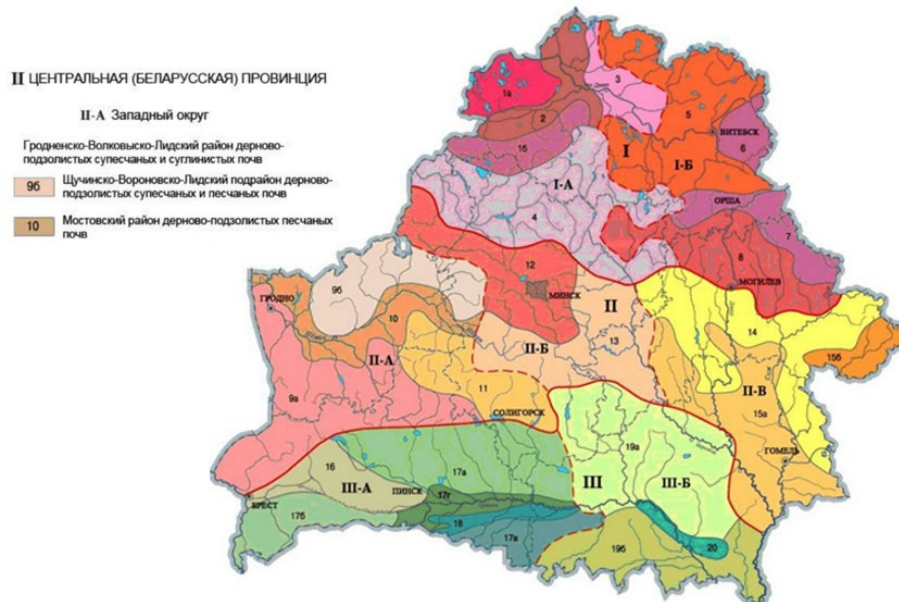 II ЦЕНТРАЛЬНАЯ (БЕЛАРУССКАЯ) ПРОВИНЦИЯ
II-А Западный округ
Гродненско-Волковыско-Лидский район дерново-
подзолистых супесчаных и суглинистых почв
9б
Щучинско-Вороновско-Лидский подрайон дерново-
подзолистых супесчаных и песчаных почв
10
Мостовский район дерново-подзолистых песчаных
почв
1а
3
2
5
ВИТЕБСК
1б
6
I
I-Б
I-А
ОРША
4
7
8
12
МОГИЛЕВ
9б
МИНСК
ГРОДНО
II
10
14
13
II-Б
15б
II-А
II-В
11
9а
15а
СОЛИГОРСК
19а
ГОМЕЛЬ
16
17а
III-А
III
III-Б
ПИНСК
17г
БРЕСТ
17б
18
17в
19б
20